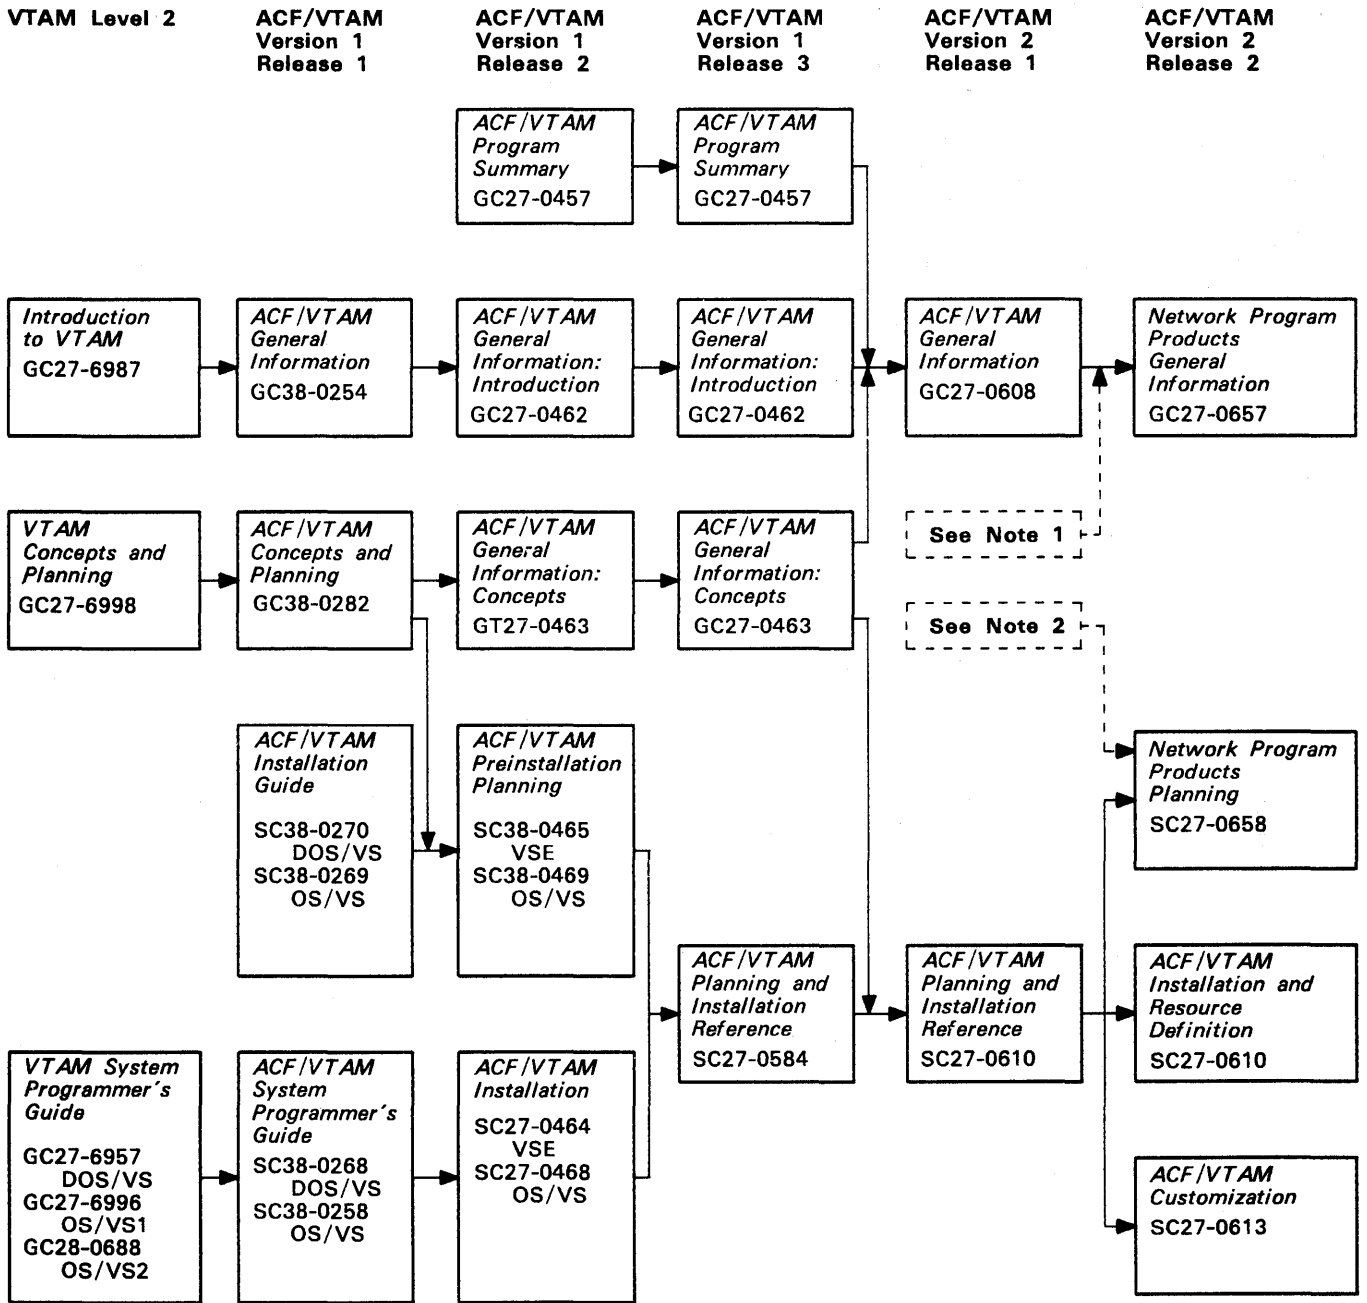 VTAM Level 2
ACF/VTAM
Version 1
Release 1
ACF/VTAM
Version 1
Release 2
ACF/VTAM
Version 1
Release 3
ACF/VTAM
Version 2
Release 1
ACF/VTAM
Version 2
Release 2
ACF/VTAM
Program
Summary
GC27-0457
ACF/VTAM
Program
Summary
GC27-0457
Introduction
to VTAM
GC27-6987
ACF/VTAM
General
Information
GC38-0254
ACF/VTAM
General
Information:
Introduction
GC27-0462
ACF/VTAM
General
Information:
Introduction
GC27-0462
ACF/VTAM
General
Information
GC27-0608
Network Program
Products
General
Information
GC27-0657
VTAM
Concepts and
Planning
GC27-6998
ACF/VTAM
Concepts and
Planning
GC38-0282
ACF/VTAM
General
Information:
Concepts
GT27-0463
ACF/VTAM
General
Information:
Concepts
GC27-0463
See Note 1
See Note 2
ACF/VTAM
Installation
Guide
SC38-0270
DOS/VS
SC38-0269
OS/VS
ACF/VTAM
Preinstallation
Planning
SC38-0465
VSE
SC38-0469
OS/VS
Network Program
Products
Planning
SC27-0658
ACF/VTAM
Planning and
Installation
Reference
SC27-0584
ACF/VTAM
Planning and
Installation
Reference
SC27-0610
ACF/VTAM
Installation and
Resource
Definition
SC27-0610
VTAM System
Programmer's
Guide
GC27-6957
DOS/VS
GC27-6996
OS/VS1
GC28-0688
OS/VS2
ACF/VTAM
System
Programmer's
Guide
SC38-0268
DOS/VS
SC38-0258
OS/VS
ACF/VTAM
Installation
SC27-0464
VSE
SC27-0468
OS/VS
ACF/VTAM
Customization
SC27-0613